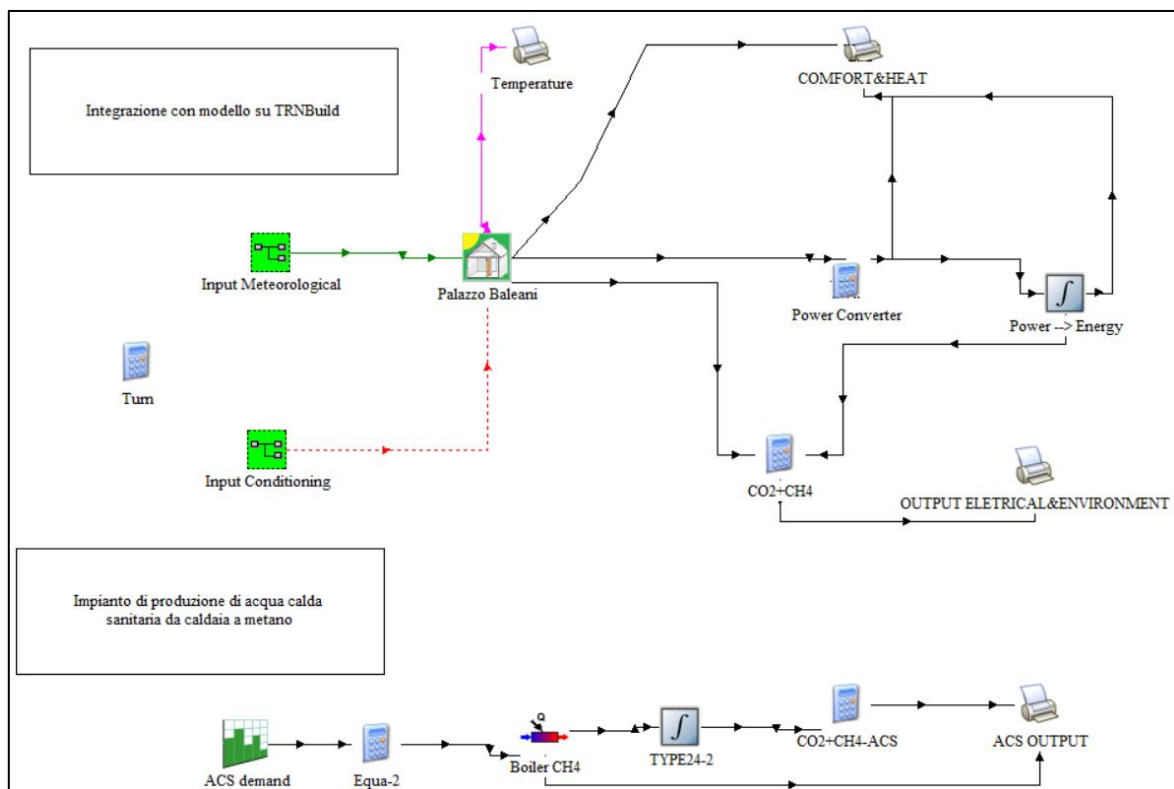 Temperature
COMFORT&HEAT
Integrazione con modello su TRNBuild
Input Meteorological
Palazzo Baleani
Power Converter
Power --> Energy
Turn
Input Conditioning
CO2+CH4
OUTPUT ELETRICAL&ENVIRONMENT
Impianto di produzione di acqua calda
sanitaria da caldaia a metano
Q
ACS demand
Equa-2
Boiler CH4
TYPE24-2
CO2+CH4-ACS
ACS OUTPUT